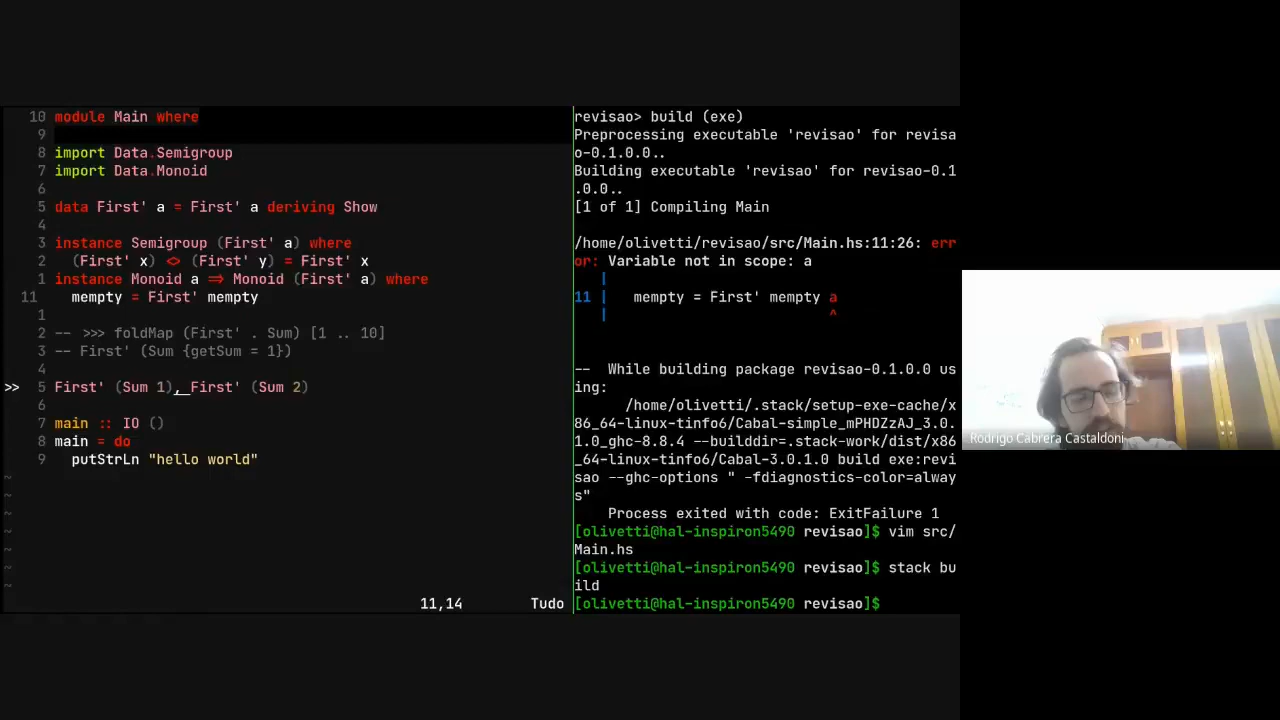 10 module Main where
9
8 import Data.Semigroup
7 import Data.Monoid
6
5 data First' a = First' a deriving Show
4
3 instance Semigroup (First' a) where
2 (First' x) <> (First' y) = First' x
1 instance Monoid a => Monoid (First' a) where
11 mempty = First' mempty
1
2 -- >>> foldMap (First' . Sum) [1 .. 10]
3 -- First' (Sum {getSum = 1})
4
>> 5 First' (Sum 1), First' (Sum 2)
6
7 main :: IO ()
8 main = do
9 putStrLn "hello world"
~
~
~
~
~
~
~
11,14 Tudo
revisao> build (exe)
Preprocessing executable 'revisao' for revisa
o-0.1.0.0..
Building executable 'revisao' for revisao-0.1
.0.0..
[1 of 1] Compiling Main
/home/olivetti/revisao/src/Main.hs:11:26: err
or: Variable not in scope: a
|
11 | mempty = First' mempty a
| ^
-- While building package revisao-0.1.0.0 us
ing:
/home/olivetti/.stack/setup-exe-cache/x
86_64-linux-tinfo6/Cabal-simple_mPHDZzAJ_3.0.
1.0_ghc-8.8.4 --builddir=.stack-work/dist/x86
_64-linux-tinfo6/Cabal-3.0.1.0 build exe:revi
sao --ghc-options " -fdiagnostics-color=alway
s"
Process exited with code: ExitFailure 1
[olivetti@hal-inspiron5490 revisao]$ vim src/
Main.hs
[olivetti@hal-inspiron5490 revisao]$ stack bu
ild
[olivetti@hal-inspiron5490 revisao]$
Rodrigo Cabrera Castaldoni